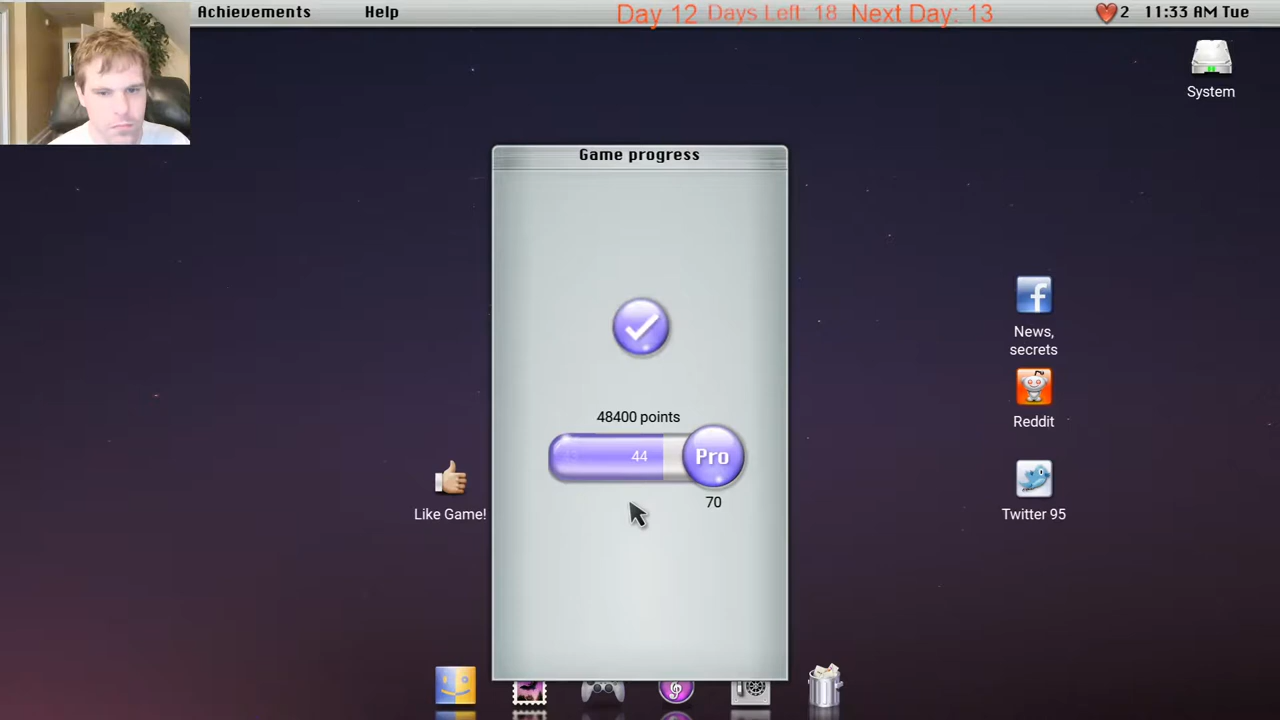 Achievements Help Day 12 Days Left: 18 Next Day: 13 2 11:33 AM Tue
System
Game progress
News,
secrets
Reddit
48400 points
44 Pro
70
Like Game!
Twitter 95